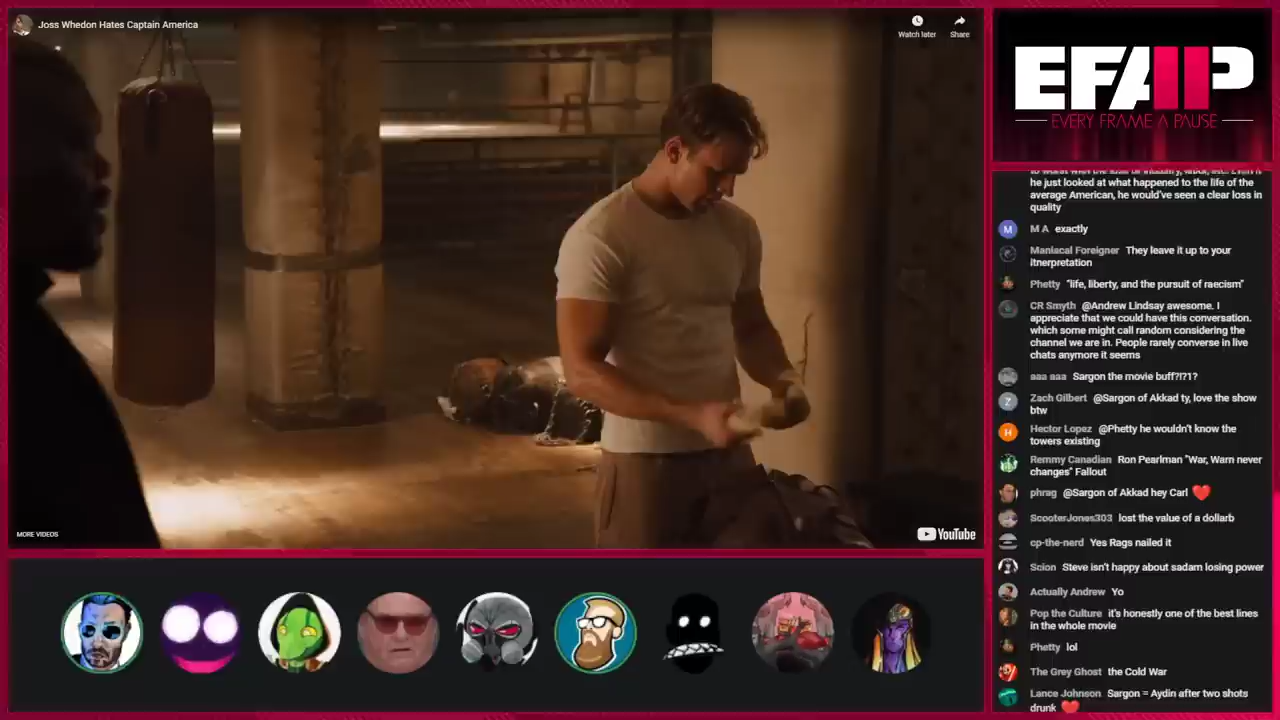 Joss Whedon Hates Captain America
Watch later
Share
MORE VIDEOS
YouTube
EFAP
EVERY FRAME A PAUSE
he just looked at what happened to the life of the
average American, he would've seen a clear loss in
quality
M
M A exactly
Maniacal Foreigner They leave it up to your
itnerpretation
Phetty "life, liberty, and the pursuit of raecism"
CR Smyth @Andrew Lindsay awesome. I
appreciate that we could have this conversation.
which some might call random considering the
channel we are in. People rarely converse in live
chats anymore it seems
aaa aaa Sargon the movie buff?!?1?
Z
Zach Gilbert @Sargon of Akkad ty, love the show
btw
H
Hector Lopez @Phetty he wouldn't know the
towers existing
Remmy Canadian Ron Pearlman "War, Warn never
changes" Fallout
phrag @Sargon of Akkad hey Carl ❤️
ScooterJones303 lost the value of a dollarb
cp-the-nerd Yes Rags nailed it
Scion Steve isn't happy about sadam losing power
Actually Andrew Yo
Pop the Culture it's honestly one of the best lines
in the whole movie
Phetty lol
The Grey Ghost the Cold War
Lance Johnson Sargon = Aydin after two shots
drunk ❤️